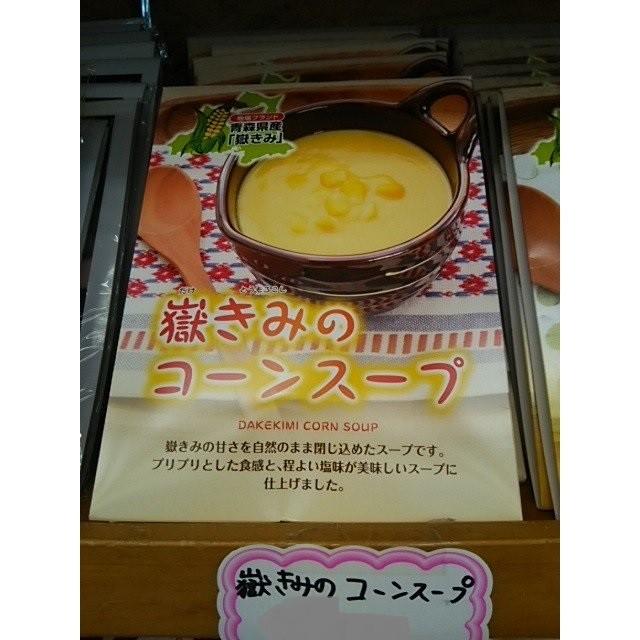 地域ブランド
青森県産
「嶽きみ」
だけ とうもろこし
嶽きみの
コーンスープ
DAKEKIMI CORN SOUP
嶽きみの甘さを自然のまま閉じ込めたスープです。
プリプリとした食感と、程よい塩味が美味しいスープに
仕上げました。
嶽きみの コーンスープ